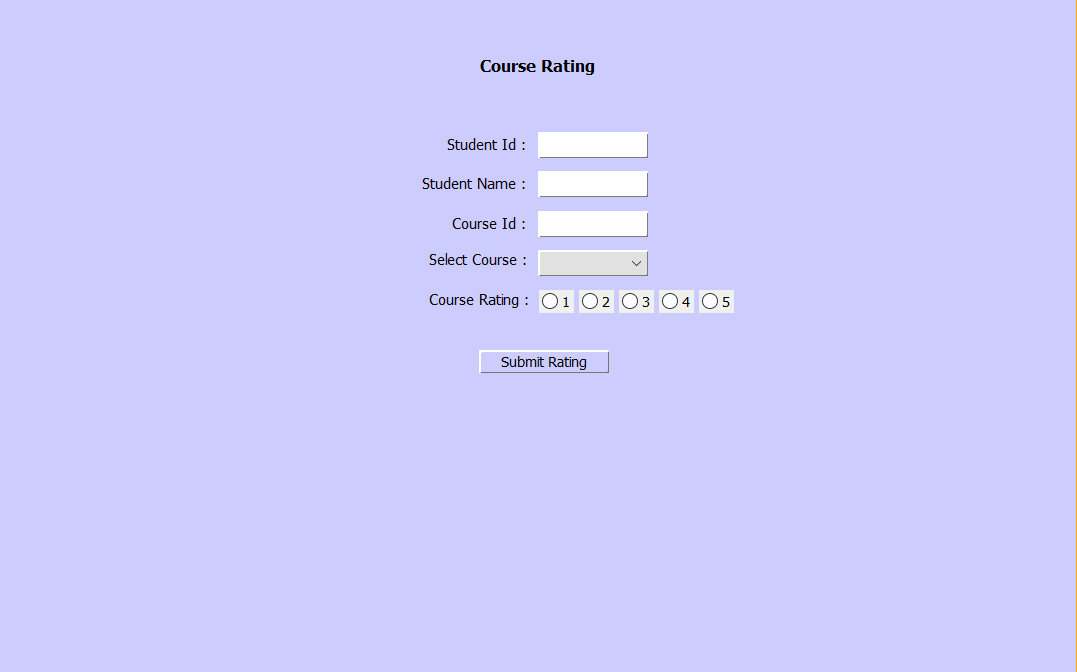 Course Rating
Student Id :
Student Name :
Course Id :
Select Course :
Course Rating : 1 2 3 4 5
Submit Rating